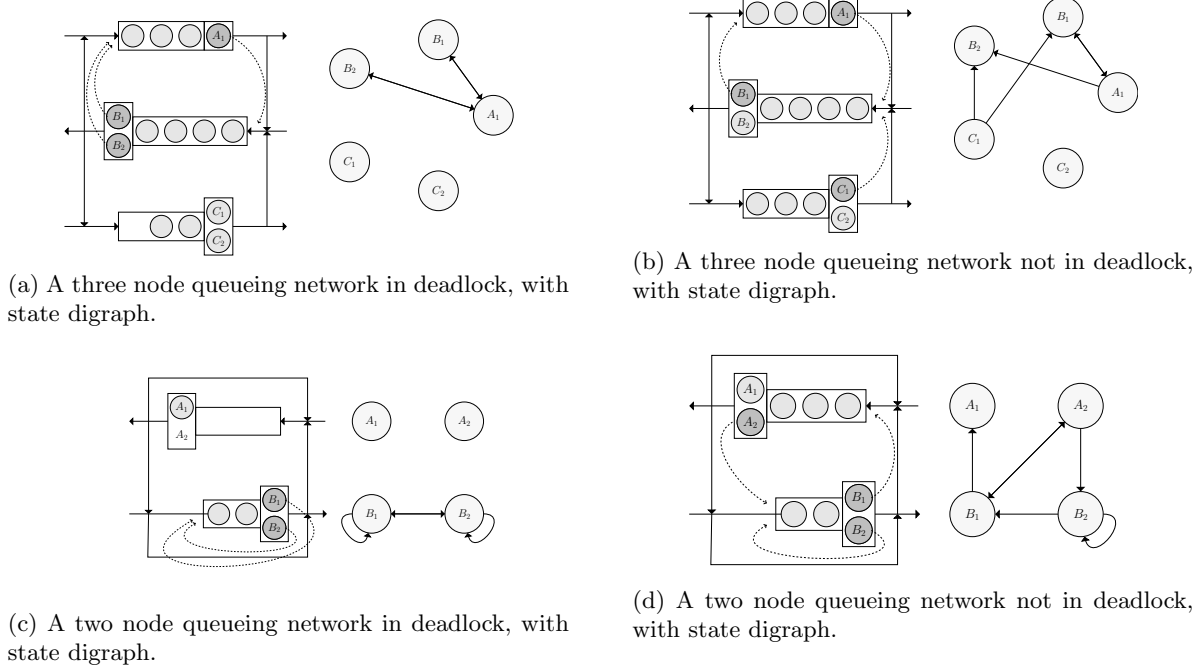 A₁
B₁
B₂
C₁
C₂
B₁
B₂
A₁
C₁
C₂
(a) A three node queueing network in deadlock, with
state digraph.
A₁
B₁
B₂
C₁
C₂
B₁
B₂
A₁
C₁
C₂
(b) A three node queueing network not in deadlock,
with state digraph.
A₁
A₂
B₁
B₂
A₁
A₂
B₁
B₂
(c) A two node queueing network in deadlock, with
state digraph.
A₁
A₂
B₁
B₂
A₁
A₂
B₁
B₂
(d) A two node queueing network not in deadlock,
with state digraph.